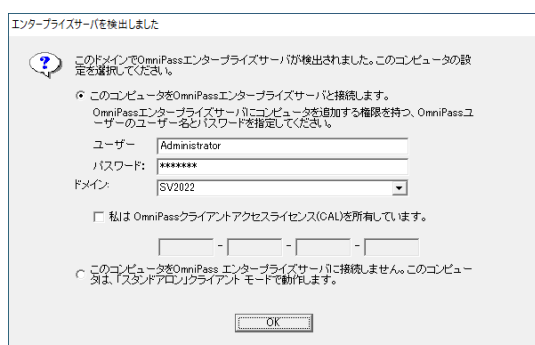 エンタープライズサーバを検出しました
このドメインでOmniPassエンタープライズサーバが検出されました。このコンピュータの設
定を選択してください。
このコンピュータをOmniPassエンタープライズサーバと接続します。
OmniPassエンタープライズサーバにコンピュータを追加する権限を持つ、OmniPassユ
ーザーのユーザー名とパスワードを指定してください。
ユーザー Administrator
パスワード: *******
ドメイン: SV2022
私は OmniPassクライアントアクセスライセンス(CAL)を所有しています。
- - -
このコンピュータをOmniPass エンタープライズサーバに接続しません。このコンピュー
タは、「スタンドアロン」クライアント モードで動作します。
OK